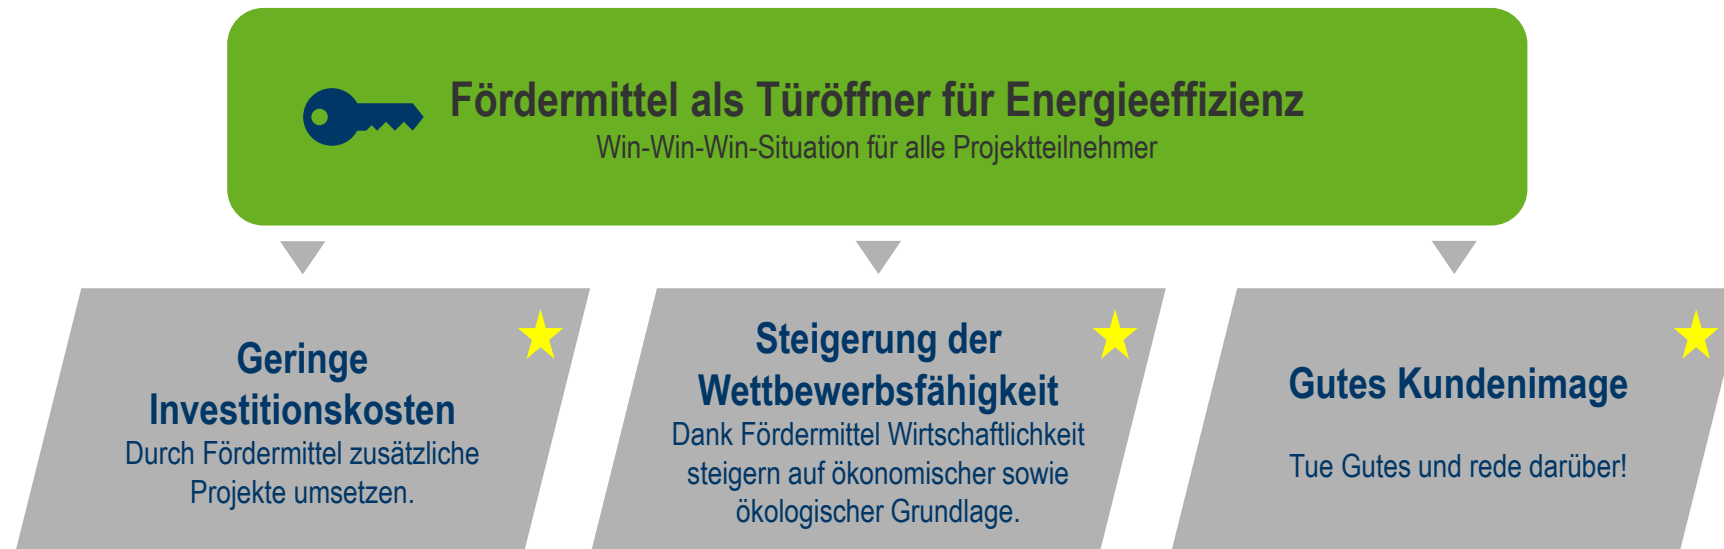 Fördermittel als Türöffner für Energieeffizienz
Win-Win-Win-Situation für alle Projektteilnehmer
Geringe
Investitionskosten
Durch Fördermittel zusätzliche
Projekte umsetzen.
Steigerung der
Wettbewerbsfähigkeit
Dank Fördermittel Wirtschaftlichkeit
steigern auf ökonomischer sowie
ökologischer Grundlage.
Gutes Kundenimage
Tue Gutes und rede darüber!